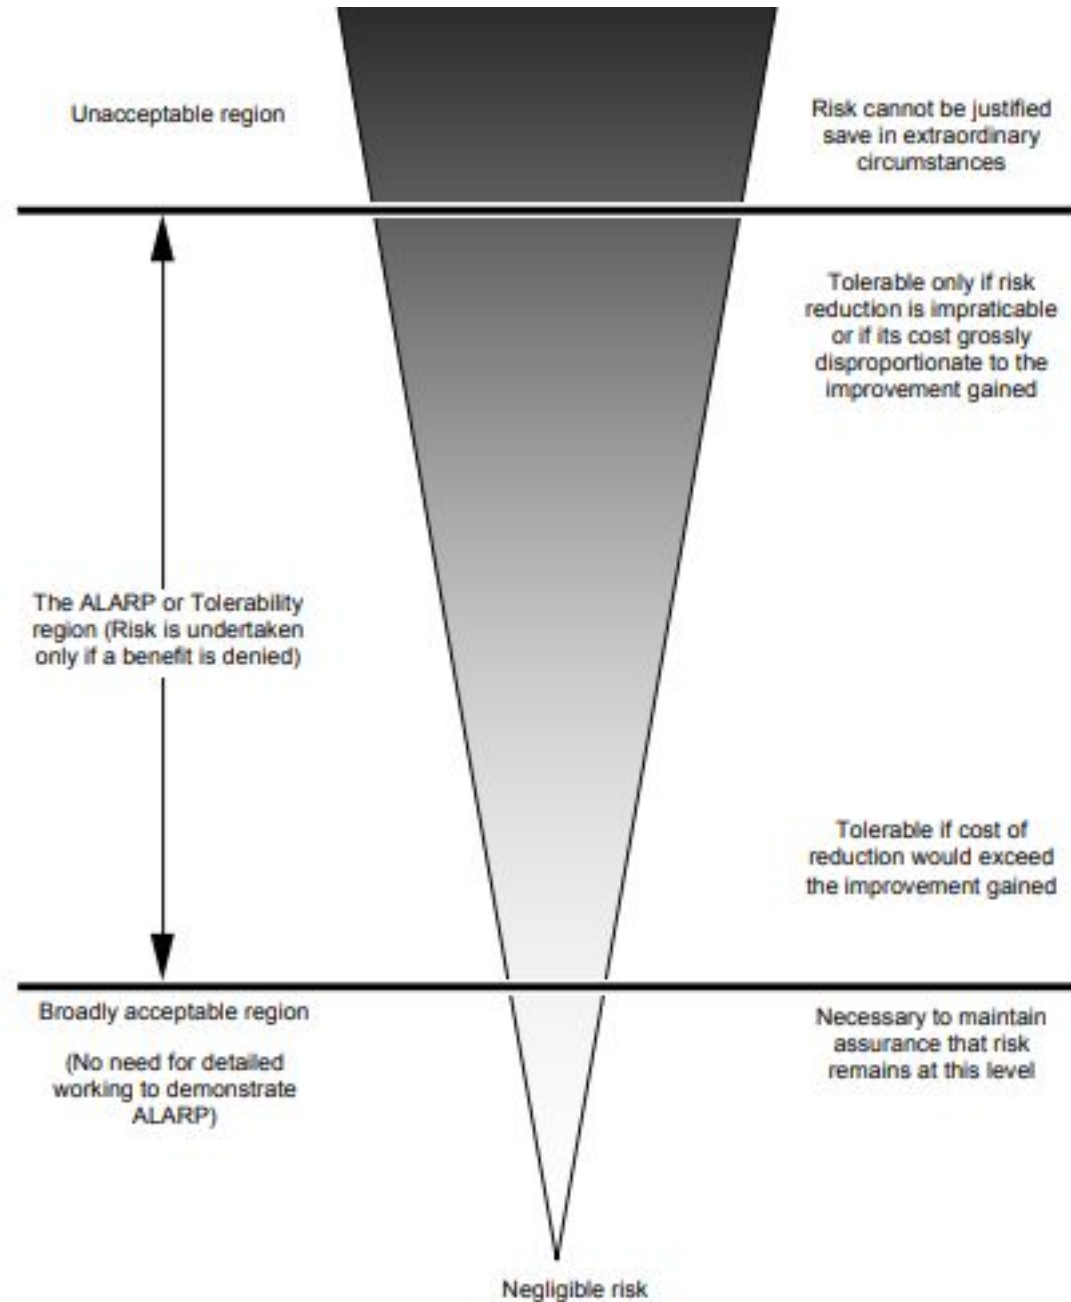 Unacceptable region
Risk cannot be justified
save in extraordinary
circumstances
Tolerable only if risk
reduction is impraticable
or if its cost grossly
disproportionate to the
improvement gained
The ALARP or Tolerability
region (Risk is undertaken
only if a benefit is denied)
Tolerable if cost of
reduction would exceed
the improvement gained
Broadly acceptable region
(No need for detailed
working to demonstrate
ALARP)
Necessary to maintain
assurance that risk
remains at this level
Negligible risk